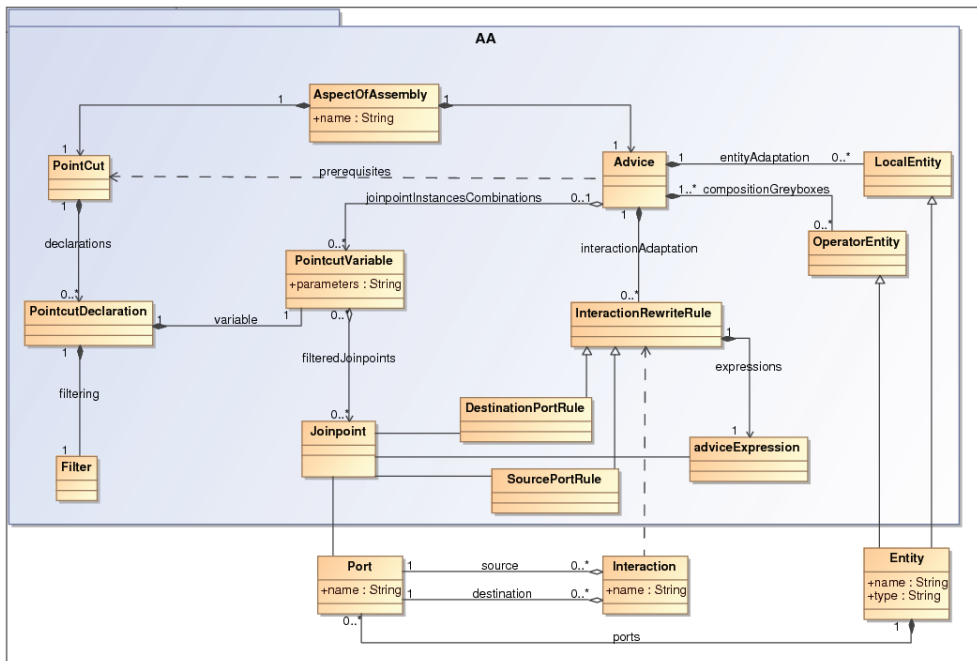 AA
AspectOfAssembly
+name : String
1
1
1
1
PointCut
Advice
1
entityAdaptation
0..*
LocalEntity
prerequisites
1
joinpointInstancesCombinations
0..1
1
1..*
compositionGreyboxes
0..*
OperatorEntity
declarations
interactionAdaptation
0..*
PointcutVariable
+parameters : String
0..*
PointcutDeclaration
1
variable
1
0..*
0..*
InteractionRewriteRule
1
1
filteredJoinpoints
expressions
filtering
0..*
DestinationPortRule
1
Joinpoint
adviceExpression
1
Filter
SourcePortRule
Port
+name : String
1
source
0..*
1
destination
0..*
Interaction
+name : String
Entity
+name : String
+type : String
0..*
ports
1